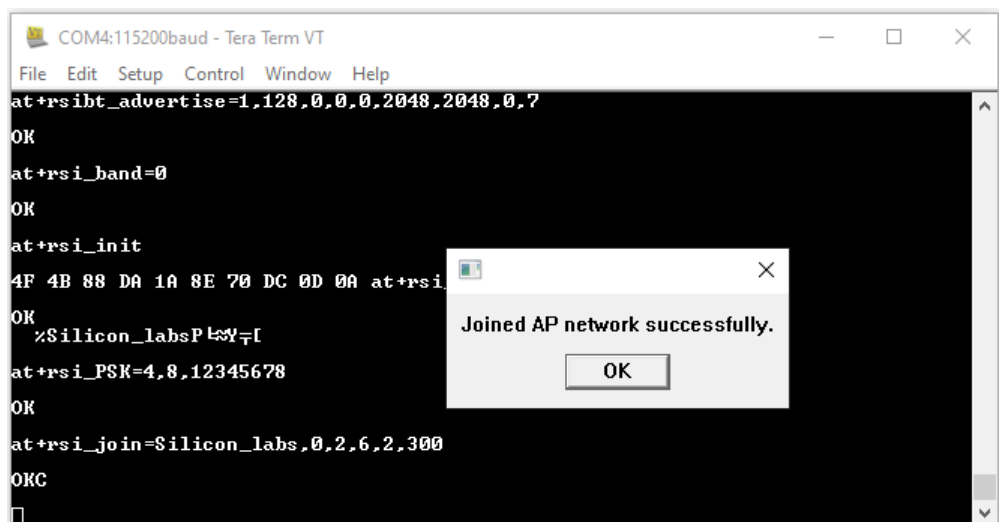 COM4:115200baud - Tera Term VT
File Edit Setup Control Window Help
at+rsibt_advertise=1,128,0,0,0,2048,2048,0,7
OK
at+rsi_band=0
OK
at+rsi_init
4F 4B 88 DA 1A 8E 70 DC 0D 0A at+rsi
OK
%Silicon_labsP
at+rsi_PSK=4,8,12345678
OK
at+rsi_join=Silicon_labs,0,2,6,2,300
OKC
Joined AP network successfully.
OK